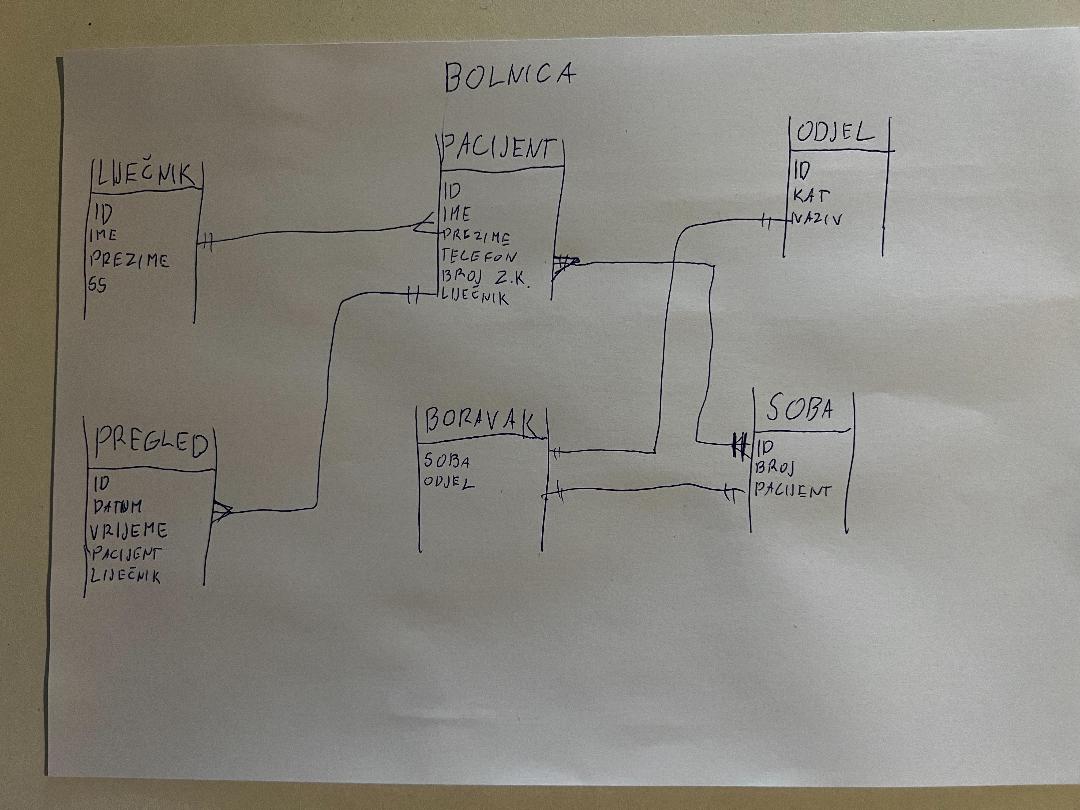 BOLNICA
LIJEČNIK
ID
IME
PREZIME
SS
PACIJENT
ID
IME
PREZIME
TELEFON
BROJ Z.K.
LIJEČNIK
ODJEL
ID
KAT
NAZIV
PREGLED
ID
DATUM
VRIJEME
PACIJENT
LIJEČNIK
BORAVAK
SOBA
ODJEL
SOBA
ID
BROJ
PACIJENT